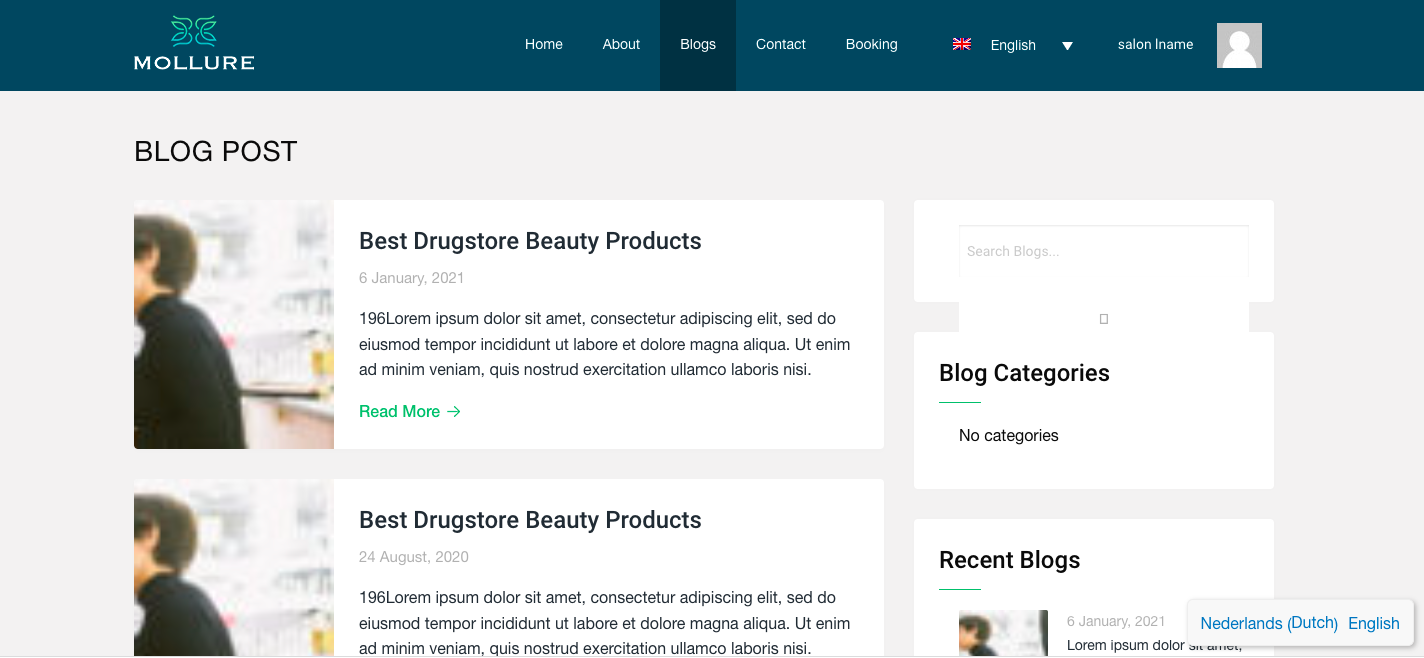 MOLLURE
Home
About
Blogs
Contact
Booking
English
salon lname
BLOG POST
Best Drugstore Beauty Products
6 January, 2021
196Lorem ipsum dolor sit amet, consectetur adipiscing elit, sed do
eiusmod tempor incididunt ut labore et dolore magna aliqua. Ut enim
ad minim veniam, quis nostrud exercitation ullamco laboris nisi.
Read More →
Best Drugstore Beauty Products
24 August, 2020
196Lorem ipsum dolor sit amet, consectetur adipiscing elit, sed do
eiusmod tempor incididunt ut labore et dolore magna aliqua. Ut enim
ad minim veniam, quis nostrud exercitation ullamco laboris nisi.
Search Blogs...
Blog Categories
No categories
Recent Blogs
6 January, 2021
Lorem ipsum dolor sit amet,
Nederlands (Dutch) English